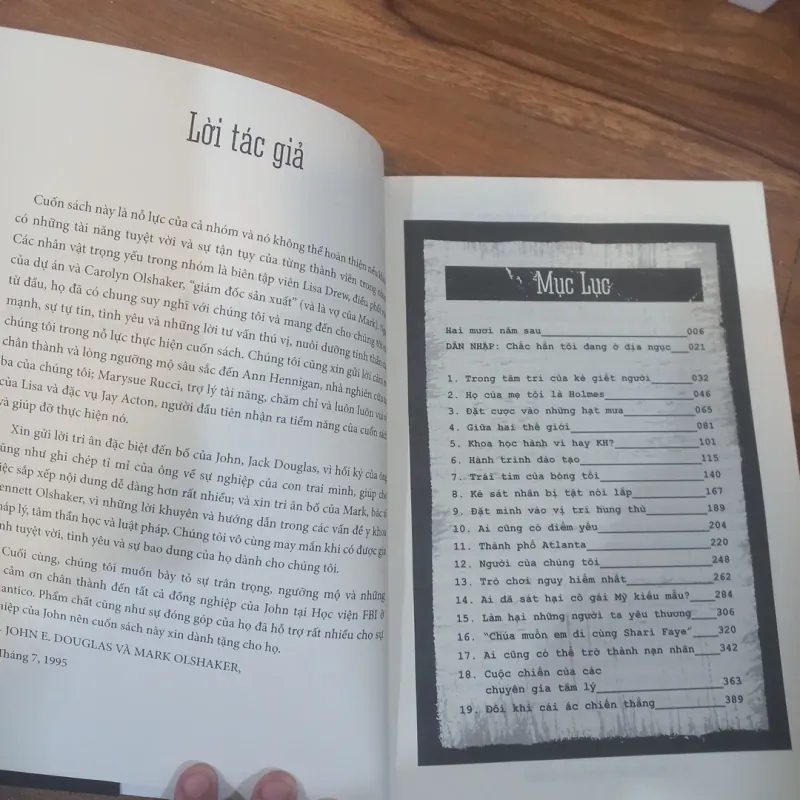 Lời tác giả
Cuốn sách này là nỗ lực của cả nhóm và nó không thể hoàn thiện nếu
có những tài năng tuyệt vời và sự tận tụy của từng thành viên trong
Các nhân vật trọng yếu trong nhóm là biên tập viên Lisa Drew, điều phối
của dự án và Carolyn Olshaker, “giám đốc sản xuất” (và là vợ của Mark).
từ đầu, họ đã có chung suy nghĩ với chúng tôi và mang đến cho chúng tôi
mạnh, sự tự tin, tình yêu và những lời tư vấn thú vị, nuôi dưỡng tinh thần
chúng tôi trong nỗ lực thực hiện cuốn sách. Chúng tôi cũng xin gửi lời cảm
chân thành và lòng ngưỡng mộ sâu sắc đến Ann Hennigan, nhà nghiên cứu
ba của chúng tôi; Marysue Rucci, trợ lý tài năng, chăm chỉ và luôn luôn vui
của Lisa và đặc vụ Jay Acton, người đầu tiên nhận ra tiềm năng của cuốn sách
và giúp đỡ thực hiện nó.
Xin gửi lời tri ân đặc biệt đến bố của John, Jack Douglas, vì hồi ký của ông
cũng như ghi chép tỉ mỉ của ông về sự nghiệp của con trai mình, giúp cho
việc sắp xếp nội dung dễ dàng hơn rất nhiều; và xin tri ân bố của Mark, bác sĩ
Bennett Olshaker, vì những lời khuyên và hướng dẫn trong các vấn đề y khoa
pháp lý, tâm thần học và luật pháp. Chúng tôi vô cùng may mắn khi có được gia
đình tuyệt vời, tình yêu và sự bao dung của họ dành cho chúng tôi.
Cuối cùng, chúng tôi muốn bày tỏ sự trân trọng, ngưỡng mộ và những
cảm ơn chân thành đến tất cả đồng nghiệp của John tại Học viện FBI ở
Quantico. Phẩm chất cũng như sự đóng góp của họ đã hỗ trợ rất nhiều cho sự
nghiệp của John nên cuốn sách này xin dành tặng cho họ.
- JOHN E. DOUGLAS VÀ MARK OLSHAKER,
Tháng 7, 1995
Mục Lục
Hai mươi năm sau 006
DẪN NHẬP: Chắc hẳn tôi đang ở địa ngục 021
1. Trong tâm trí của kẻ giết người 032
2. Họ của mẹ tôi là Holmes 046
3. Đặt cược vào những hạt mưa 065
4. Giữa hai thế giới 081
5. Khoa học hành vi hay KH? 101
6. Hành trình đào tạo 115
7. Trái tim của bóng tối 140
8. Kẻ sát nhân bị tật nói lắp 167
9. Đặt mình vào vị trí hung thủ 189
10. Ai cũng có điểm yếu 204
11. Thành phố Atlanta 220
12. Người của chúng tôi 248
13. Trò chơi nguy hiểm nhất 262
14. Ai đã sát hại cô gái Mỹ kiểu mẫu? 284
15. Làm hại những người ta yêu thương 306
16. “Chúa muốn em đi cùng Shari Faye” 320
17. Ai cũng có thể trở thành nạn nhân 342
18. Cuộc chiến của các
chuyên gia tâm lý 363
19. Đôi khi cái ác chiến thắng 389